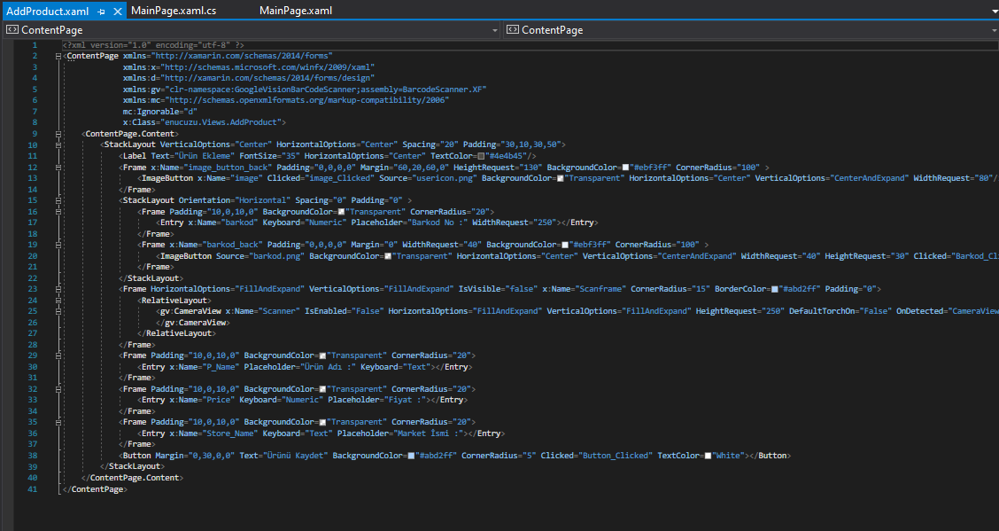 AddProduct.xaml MainPage.xaml.cs MainPage.xaml
ContentPage ContentPage
1 <?xml version="1.0" encoding="utf-8" ?>
2 <ContentPage xmlns="http://xamarin.com/schemas/2014/forms"
3 xmlns:x="http://schemas.microsoft.com/winfx/2009/xaml"
4 xmlns:d="http://xamarin.com/schemas/2014/forms/design"
5 xmlns:gv="clr-namespace:GoogleVisionBarCodeScanner;assembly=BarcodeScanner.XF"
6 xmlns:mc="http://schemas.openxmlformats.org/markup-compatibility/2006"
7 mc:Ignorable="d"
8 x:Class="enucuzu.Views.AddProduct">
9 <ContentPage.Content>
10 <StackLayout VerticalOptions="Center" HorizontalOptions="Center" Spacing="20" Padding="30,10,30,50">
11 <Label Text="Ürün Ekleme" FontSize="35" HorizontalOptions="Center" TextColor="#4e4b45"/>
12 <Frame x:Name="image_button_back" Padding="0,0,0,0" Margin="60,20,60,0" HeightRequest="130" BackgroundColor="#ebf3ff" CornerRadius="100" >
13 <ImageButton x:Name="image" Clicked="image_Clicked" Source="usericon.png" BackgroundColor="Transparent" HorizontalOptions="Center" VerticalOptions="CenterAndExpand" WidthRequest="80"/
14 </Frame>
15 <StackLayout Orientation="Horizontal" Spacing="0" Padding="0" >
16 <Frame Padding="10,0,10,0" BackgroundColor="Transparent" CornerRadius="20">
17 <Entry x:Name="barkod" Keyboard="Numeric" Placeholder="Barkod No :" WidthRequest="250"></Entry>
18 </Frame>
19 <Frame x:Name="barkod_back" Padding="0,0,0,0" Margin="0" WidthRequest="40" BackgroundColor="#ebf3ff" CornerRadius="100" >
20 <ImageButton Source="barkod.png" BackgroundColor="Transparent" HorizontalOptions="Center" VerticalOptions="CenterAndExpand" WidthRequest="40" HeightRequest="30" Clicked="Barkod_Cl
21 </Frame>
22 </StackLayout>
23 <Frame HorizontalOptions="FillAndExpand" VerticalOptions="FillAndExpand" IsVisible="false" x:Name="Scanframe" CornerRadius="15" BorderColor="#abd2ff" Padding="0">
24 <RelativeLayout>
25 <gv:CameraView x:Name="Scanner" IsEnabled="False" HorizontalOptions="FillAndExpand" VerticalOptions="FillAndExpand" HeightRequest="250" DefaultTorchOn="False" OnDetected="CameraView
26 </gv:CameraView>
27 </RelativeLayout>
28 </Frame>
29 <Frame Padding="10,0,10,0" BackgroundColor="Transparent" CornerRadius="20">
30 <Entry x:Name="P_Name" Placeholder="Ürün Adı :" Keyboard="Text"></Entry>
31 </Frame>
32 <Frame Padding="10,0,10,0" BackgroundColor="Transparent" CornerRadius="20">
33 <Entry x:Name="Price" Keyboard="Numeric" Placeholder="Fiyat :"></Entry>
34 </Frame>
35 <Frame Padding="10,0,10,0" BackgroundColor="Transparent" CornerRadius="20">
36 <Entry x:Name="Store_Name" Keyboard="Text" Placeholder="Market İsmi :"></Entry>
37 </Frame>
38 <Button Margin="0,30,0,0" Text="Ürünü Kaydet" BackgroundColor="#abd2ff" CornerRadius="5" Clicked="Button_Clicked" TextColor="White"></Button>
39 </StackLayout>
40 </ContentPage.Content>
41 </ContentPage>